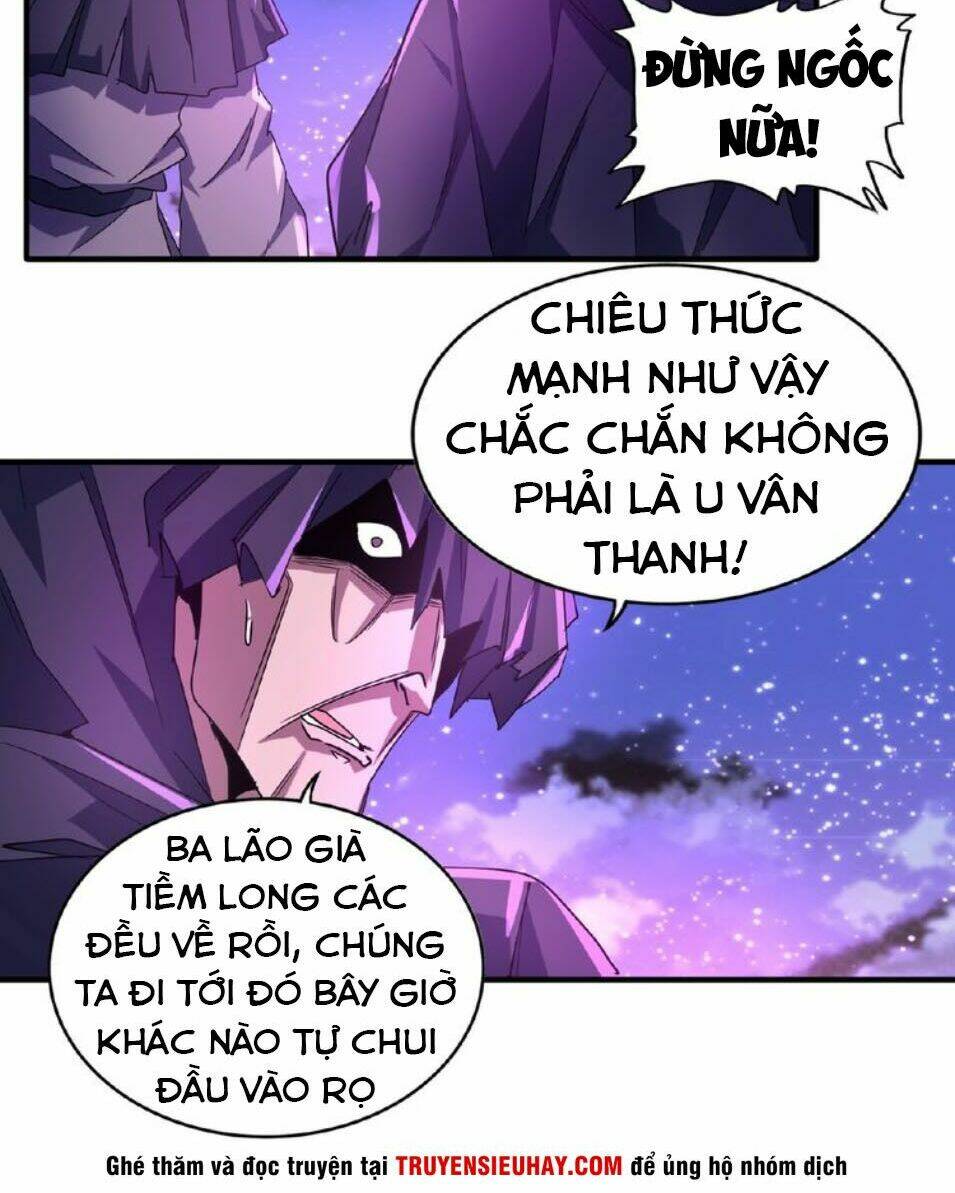 ĐỪNG NGỐC
NỮA!
CHIÊU THỨC
MẠNH NHƯ VẬY
CHẮC CHẮN KHÔNG
PHẢI LÀ U VÂN
THANH!
BA LÃO GIÀ
TIỀM LONG CÁC
ĐỀU VỀ RỒI, CHÚNG
TA ĐI TỚI ĐÓ BÂY GIỜ
KHÁC NÀO TỰ CHUI
ĐẦU VÀO RỌ
Ghé thăm và đọc truyện tại TRUYENSIEUHAY.COM để ủng hộ nhóm dịch